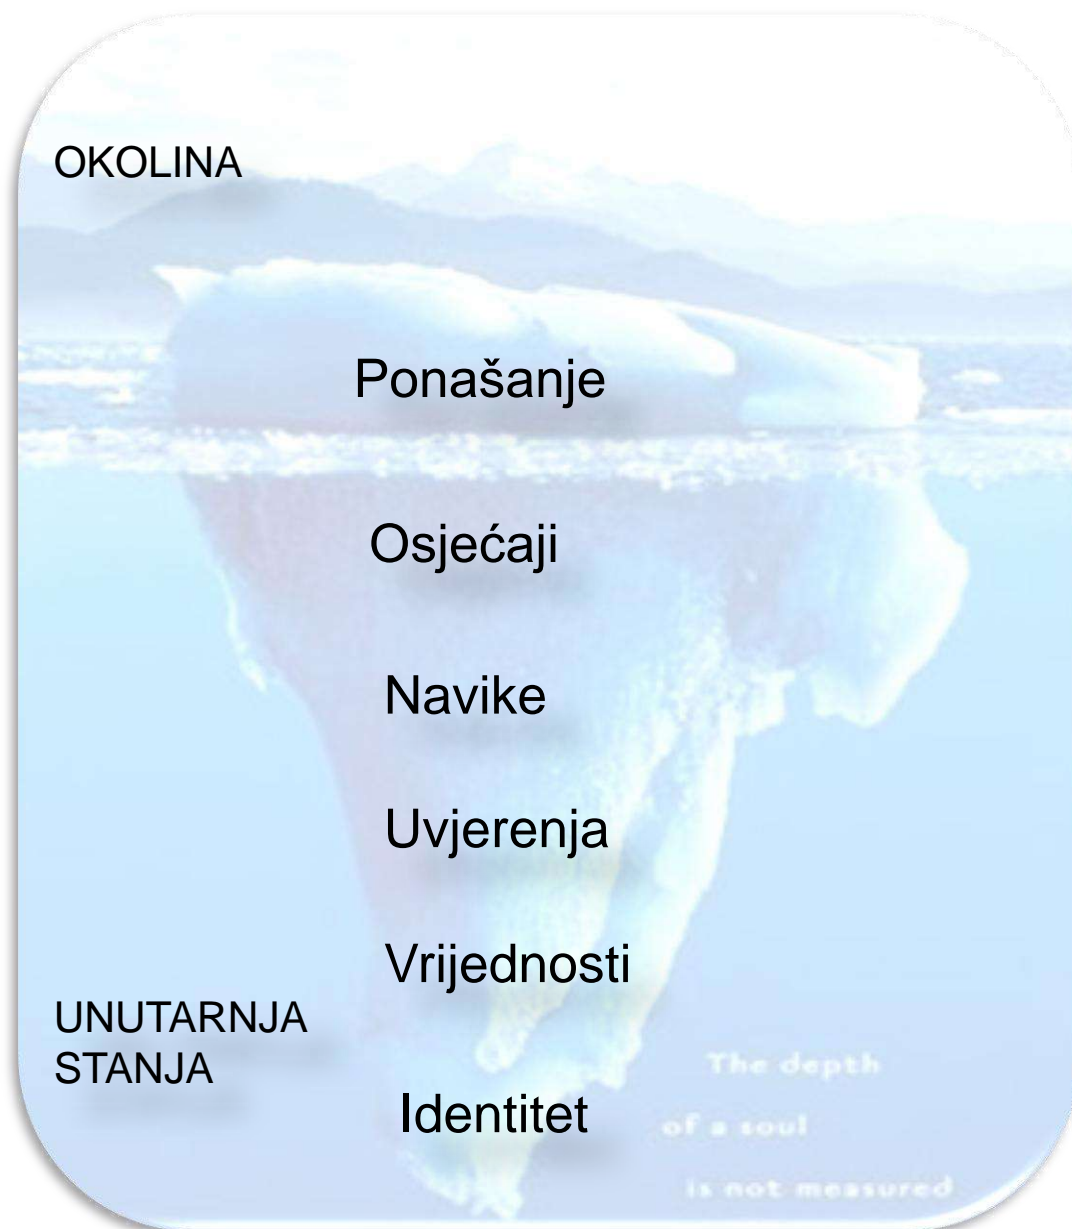 OKOLINA
Ponašanje
Osjećaji
Navike
Uvjerenja
Vrijednosti
UNUTARNJA
STANJA
Identitet
The depth
of a soul
is not measured